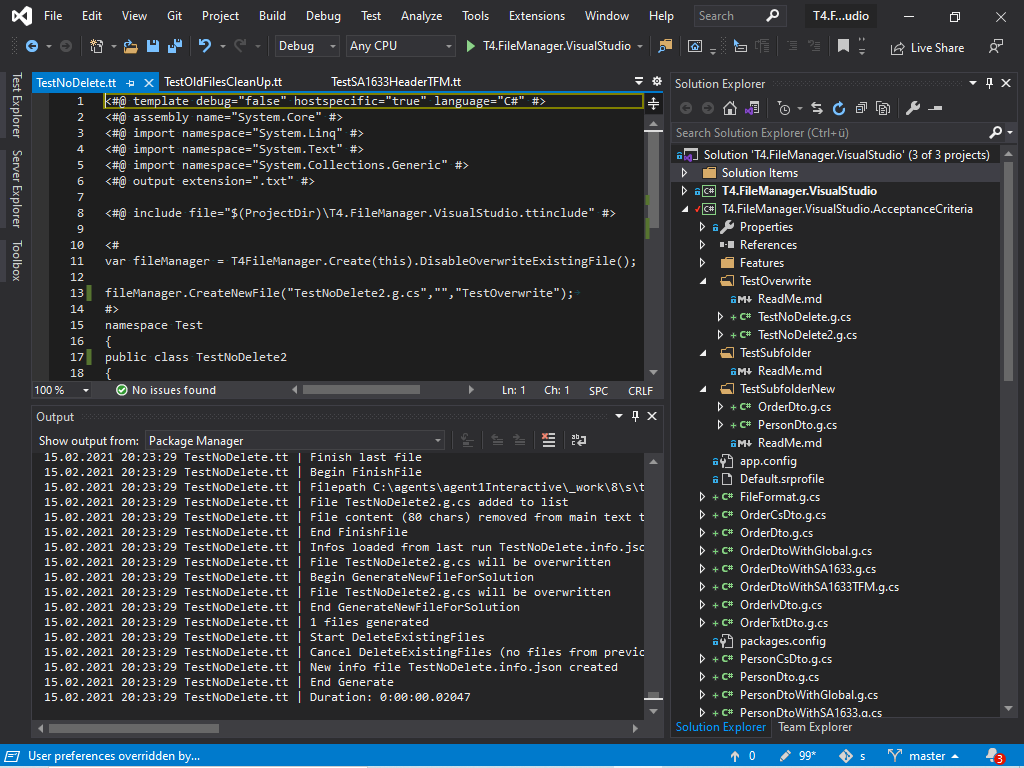 File Edit View Git Project Build Debug Test Analyze Tools Extensions Window Help Search T4.F...udio
Debug Any CPU T4.FileManager.VisualStudio Live Share
Test Explorer
Server Explorer
Toolbox
TestNoDelete.tt TestOldFilesCleanUp.tt TestSA1633HeaderTFM.tt
1 <#@ template debug="false" hostspecific="true" language="C#" #>
2 <#@ assembly name="System.Core" #>
3 <#@ import namespace="System.Linq" #>
4 <#@ import namespace="System.Text" #>
5 <#@ import namespace="System.Collections.Generic" #>
6 <#@ output extension=".txt" #>
7
8 <#@ include file="$(ProjectDir)\T4.FileManager.VisualStudio.ttinclude" #>
9
10 <#
11 var fileManager = T4FileManager.Create(this).DisableOverwriteExistingFile();
12
13 fileManager.CreateNewFile("TestNoDelete2.g.cs","","TestOverwrite");
14 #>
15 namespace Test
16 {
17 public class TestNoDelete2
18 {
100 % No issues found Ln: 1 Ch: 1 SPC CRLF
Output
Show output from: Package Manager
15.02.2021 20:23:29 TestNoDelete.tt | Finish last file
15.02.2021 20:23:29 TestNoDelete.tt | Begin FinishFile
15.02.2021 20:23:29 TestNoDelete.tt | Filepath C:\agents\agent1Interactive\_work\8\s\t
15.02.2021 20:23:29 TestNoDelete.tt | File TestNoDelete2.g.cs added to list
15.02.2021 20:23:29 TestNoDelete.tt | File content (80 chars) removed from main text t
15.02.2021 20:23:29 TestNoDelete.tt | End FinishFile
15.02.2021 20:23:29 TestNoDelete.tt | Infos loaded from last run TestNoDelete.info.jso
15.02.2021 20:23:29 TestNoDelete.tt | File TestNoDelete2.g.cs will be overwritten
15.02.2021 20:23:29 TestNoDelete.tt | Begin GenerateNewFileForSolution
15.02.2021 20:23:29 TestNoDelete.tt | File TestNoDelete2.g.cs will be overwritten
15.02.2021 20:23:29 TestNoDelete.tt | End GenerateNewFileForSolution
15.02.2021 20:23:29 TestNoDelete.tt | 1 files generated
15.02.2021 20:23:29 TestNoDelete.tt | Start DeleteExistingFiles
15.02.2021 20:23:29 TestNoDelete.tt | Cancel DeleteExistingFiles (no files from previo
15.02.2021 20:23:29 TestNoDelete.tt | New info file TestNoDelete.info.json created
15.02.2021 20:23:29 TestNoDelete.tt | End Generate
15.02.2021 20:23:29 TestNoDelete.tt | Duration: 0:00:00.02047
Solution Explorer
Search Solution Explorer (Ctrl+ü)
Solution 'T4.FileManager.VisualStudio' (3 of 3 projects)
Solution Items
C# T4.FileManager.VisualStudio
C# T4.FileManager.VisualStudio.AcceptanceCriteria
Properties
References
Features
TestOverwrite
M+ ReadMe.md
+ C# TestNoDelete.g.cs
+ C# TestNoDelete2.g.cs
TestSubfolder
M+ ReadMe.md
TestSubfolderNew
+ C# OrderDto.g.cs
+ C# PersonDto.g.cs
M+ ReadMe.md
app.config
Default.srprofile
+ C# FileFormat.g.cs
+ C# OrderCsDto.g.cs
+ C# OrderDto.g.cs
+ C# OrderDtoWithGlobal.g.cs
+ C# OrderDtoWithSA1633.g.cs
+ C# OrderDtoWithSA1633TFM.g.cs
+ C# OrderIvDto.g.cs
+ C# OrderTxtDto.g.cs
packages.config
+ C# PersonCsDto.g.cs
+ C# PersonDto.g.cs
+ C# PersonDtoWithGlobal.g.cs
+ C# PersonDtoWithSA1633.g.cs
Solution Explorer Team Explorer
User preferences overridden by... 0 99* s master 3